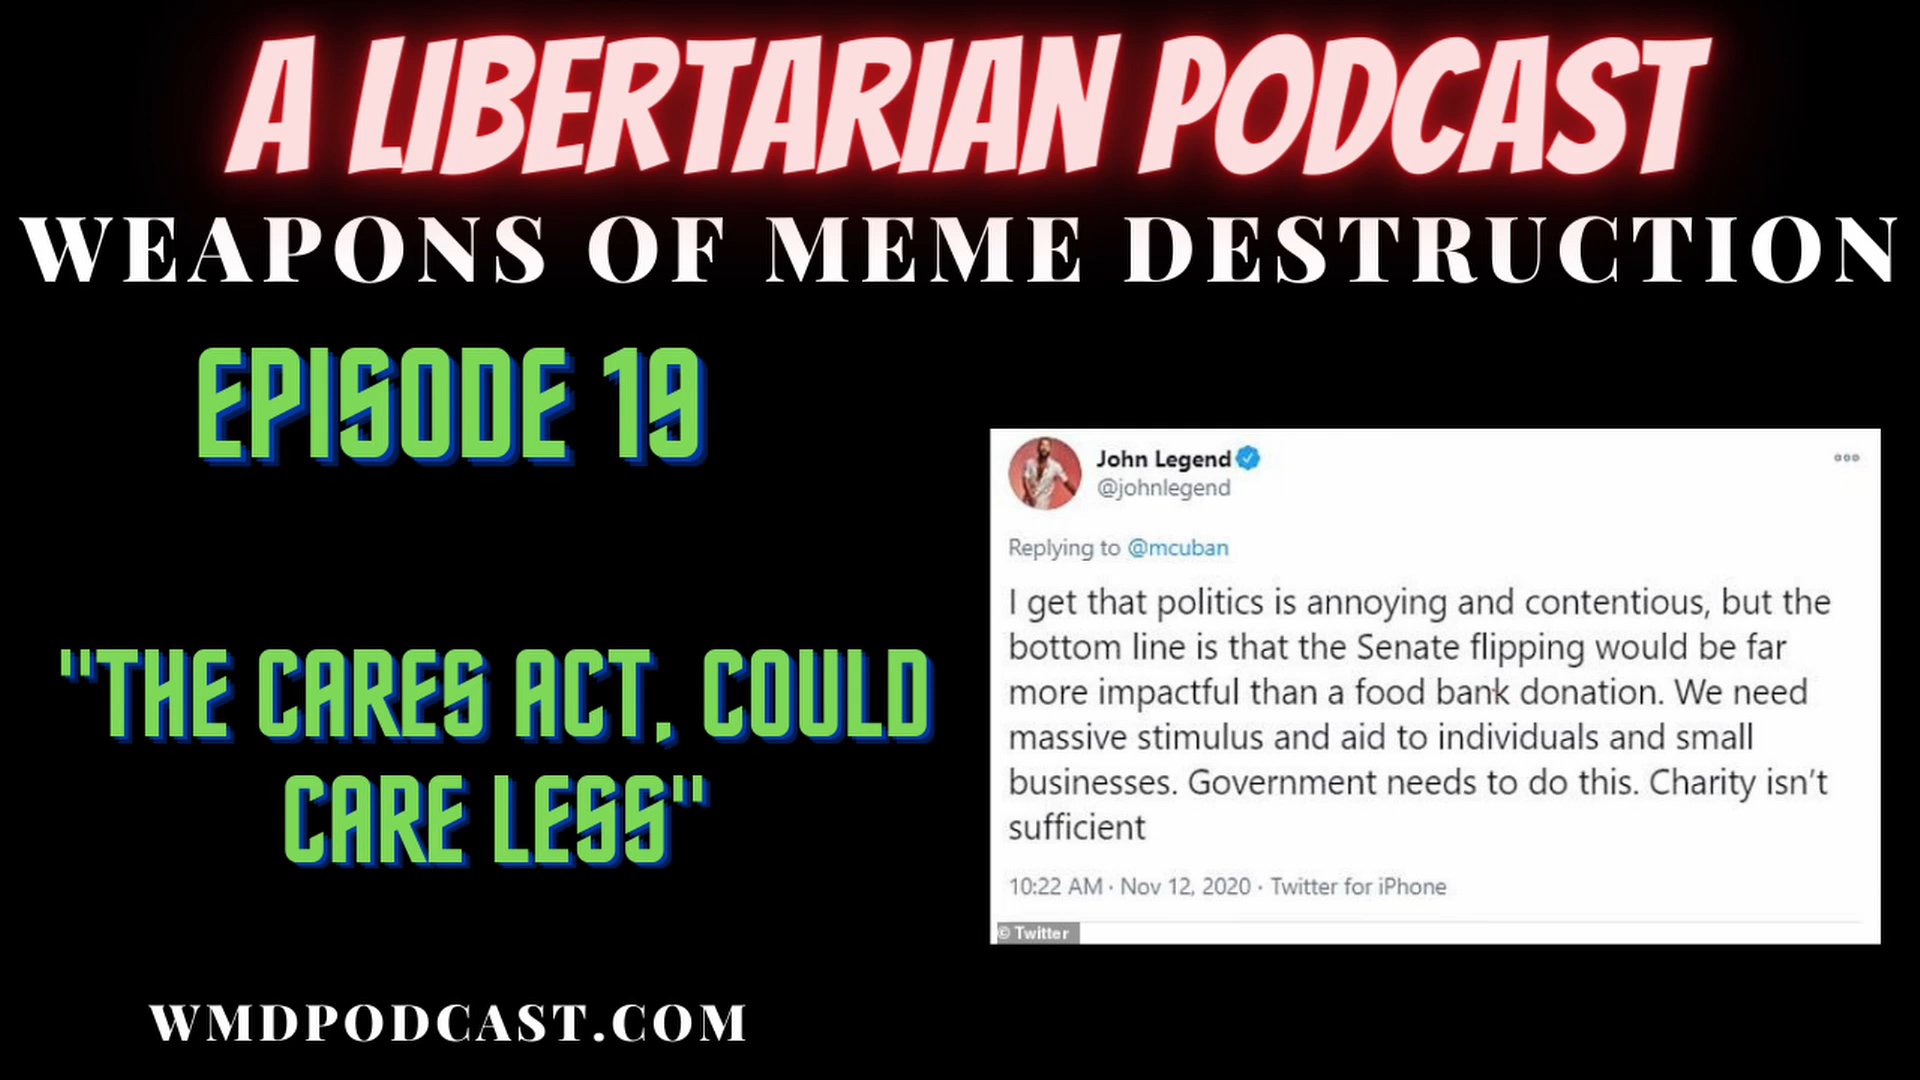 A LIBERTARIAN PODCAST
WEAPONS OF MEME DESTRUCTION
EPISODE 19
"THE CARES ACT, COULD
CARE LESS"
WMDPODCAST.COM
John Legend
@johnlegend
Replying to @mcuban
I get that politics is annoying and contentious, but the
bottom line is that the Senate flipping would be far
more impactful than a food bank donation. We need
massive stimulus and aid to individuals and small
businesses. Government needs to do this. Charity isn't
sufficient
10:22 AM · Nov 12, 2020 · Twitter for iPhone
© Twitter